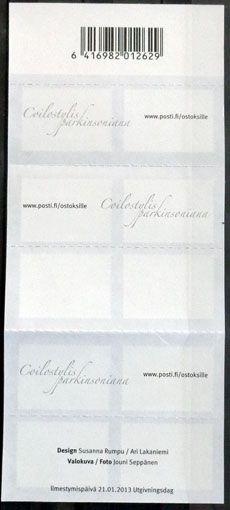 6 416982 012629
Coilostylis
parkinsoniana
www.posti.fi/ostoksille
www.posti.fi/ostoksille
Coilostylis
parkinsoniana
Coilostylis
parkinsoniana
www.posti.fi/ostoksille
Design Susanna Rumpu / Ari Lakaniemi
Valokuva / Foto Jouni Seppänen
Ilmestymispäivä 21.01.2013 Utgivningsdag